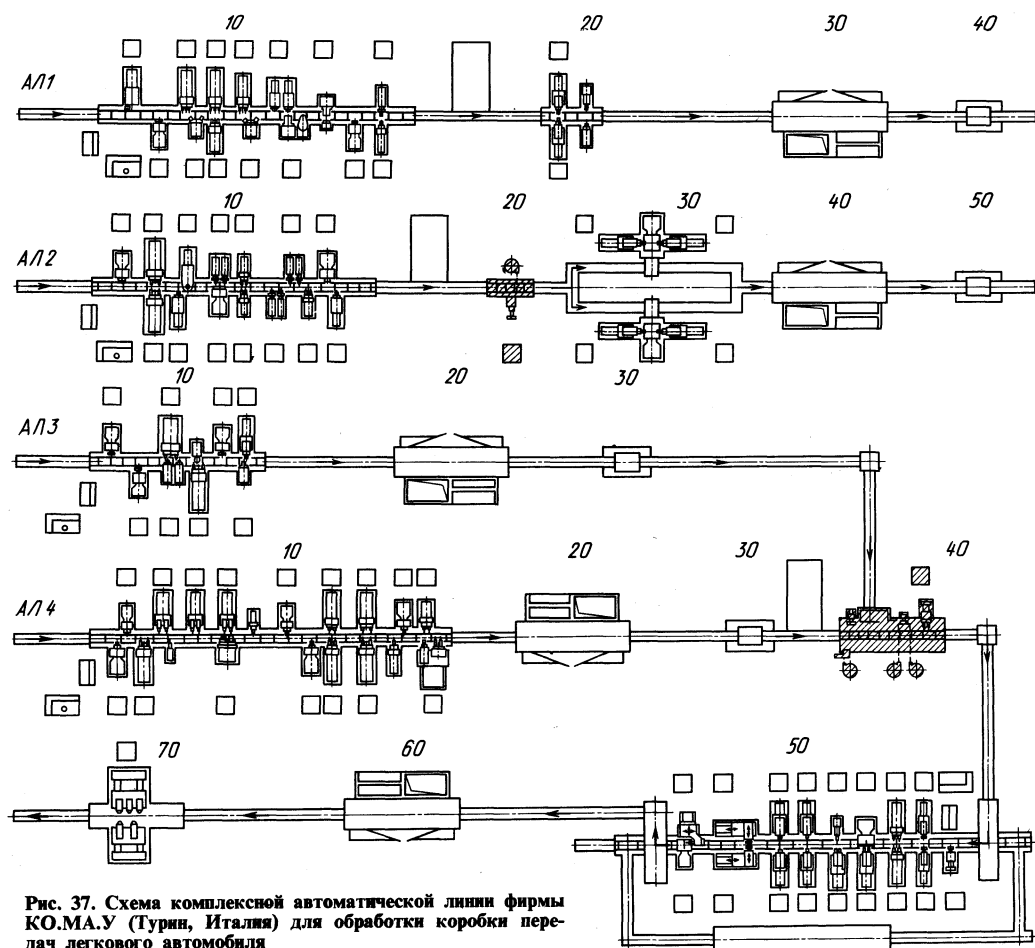 10 20 30 40
АЛ1
10 20 30 40 50
АЛ2
10 20 30
АЛ3
10 20 30 40
АЛ4
70 60 50
Рис. 37. Схема комплексной автоматической линии фирмы
КО.МА.У (Турин, Италия) для обработки коробки пере-
дач легкового автомобиля